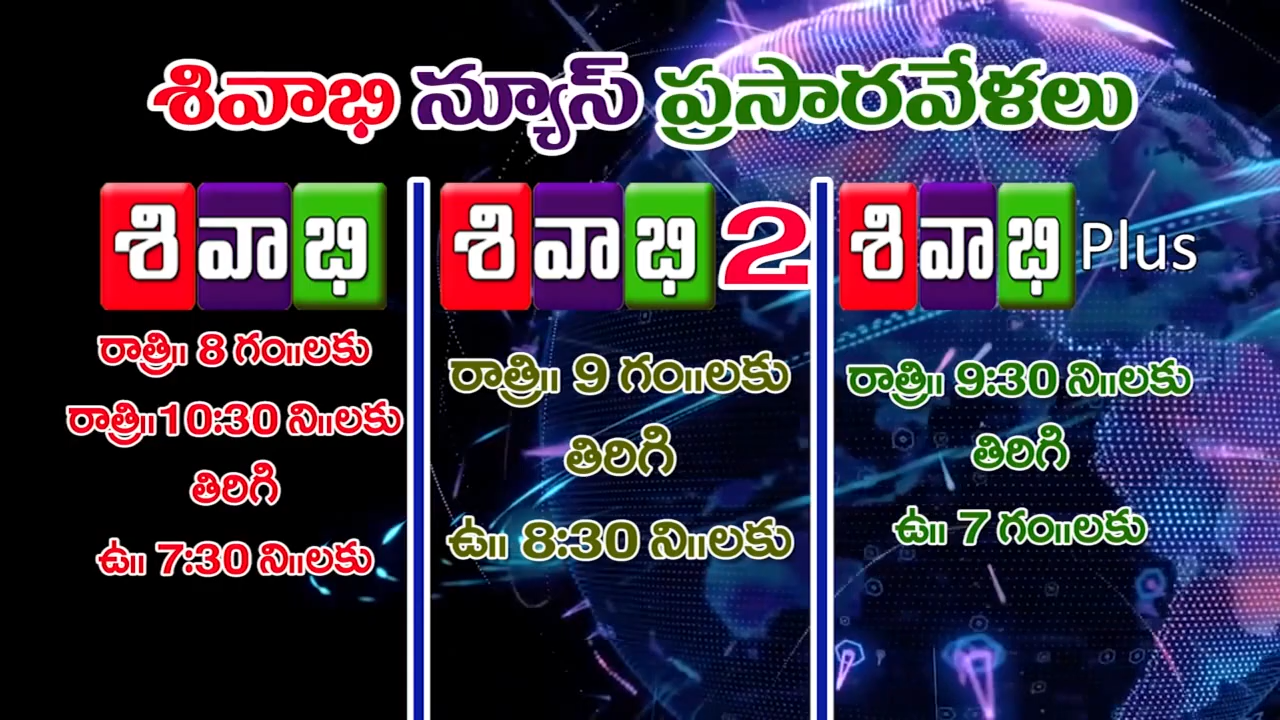 శివాభి న్యూస్ ప్రసారవేళలు
శివాభి
రాత్రి॥ 8 గం॥లకు
రాత్రి॥10:30 ని॥లకు
తిరిగి
ఉ॥ 7:30 ని॥లకు
శివాభి 2
రాత్రి॥ 9 గం॥లకు
తిరిగి
ఉ॥ 8:30 ని॥లకు
శివాభి Plus
రాత్రి॥ 9:30 ని॥లకు
తిరిగి
ఉ॥ 7 గం॥లకు